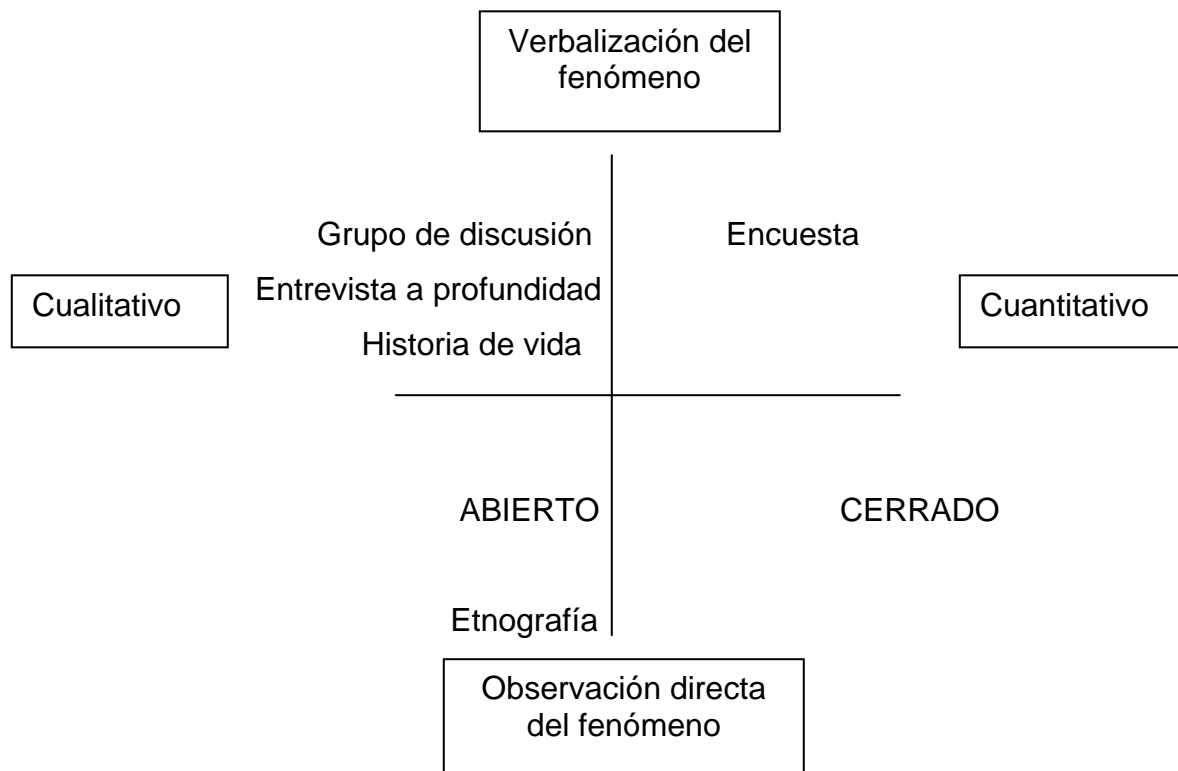 Verbalización del
fenómeno
Grupo de discusión
Encuesta
Entrevista a profundidad
Cualitativo
Cuantitativo
Historia de vida
ABIERTO
CERRADO
Etnografía
Observación directa
del fenómeno